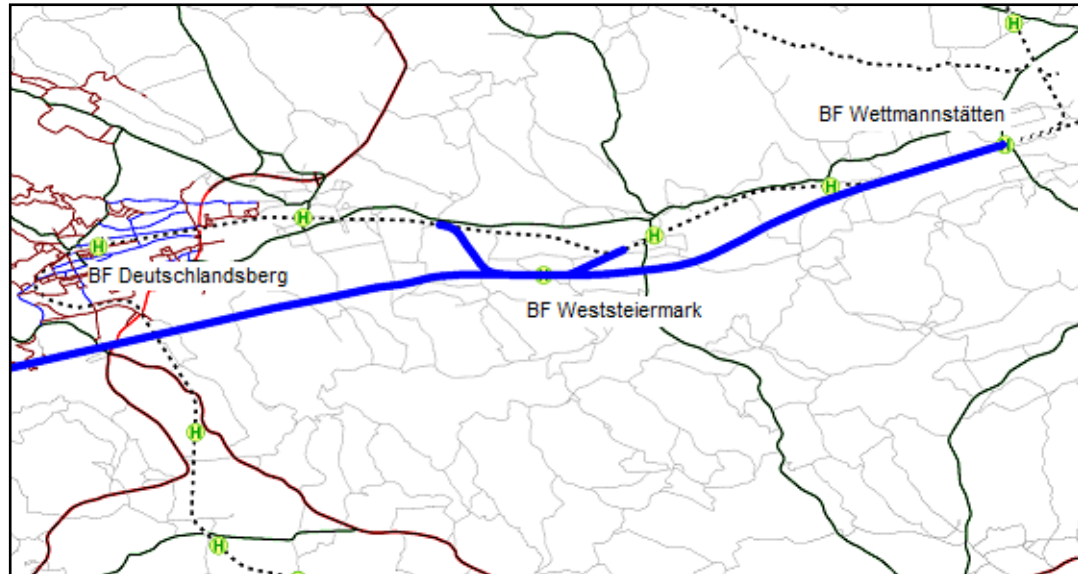 H
BF Wettmannstätten
H
H
H
H
H
BF Deutschlandsberg
H
BF Weststeiermark
H
H